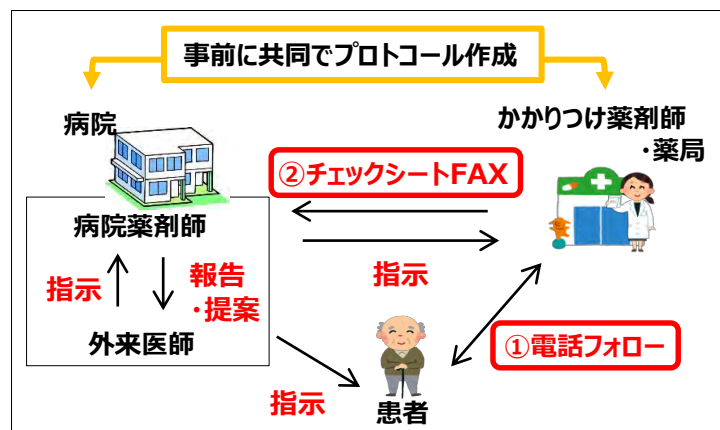 事前に共同でプロトコール作成
病院
かかりつけ薬剤師
・薬局
②チェックシートFAX
病院薬剤師
指示
指示
報告
・提案
外来医師
①電話フォロー
指示
患者